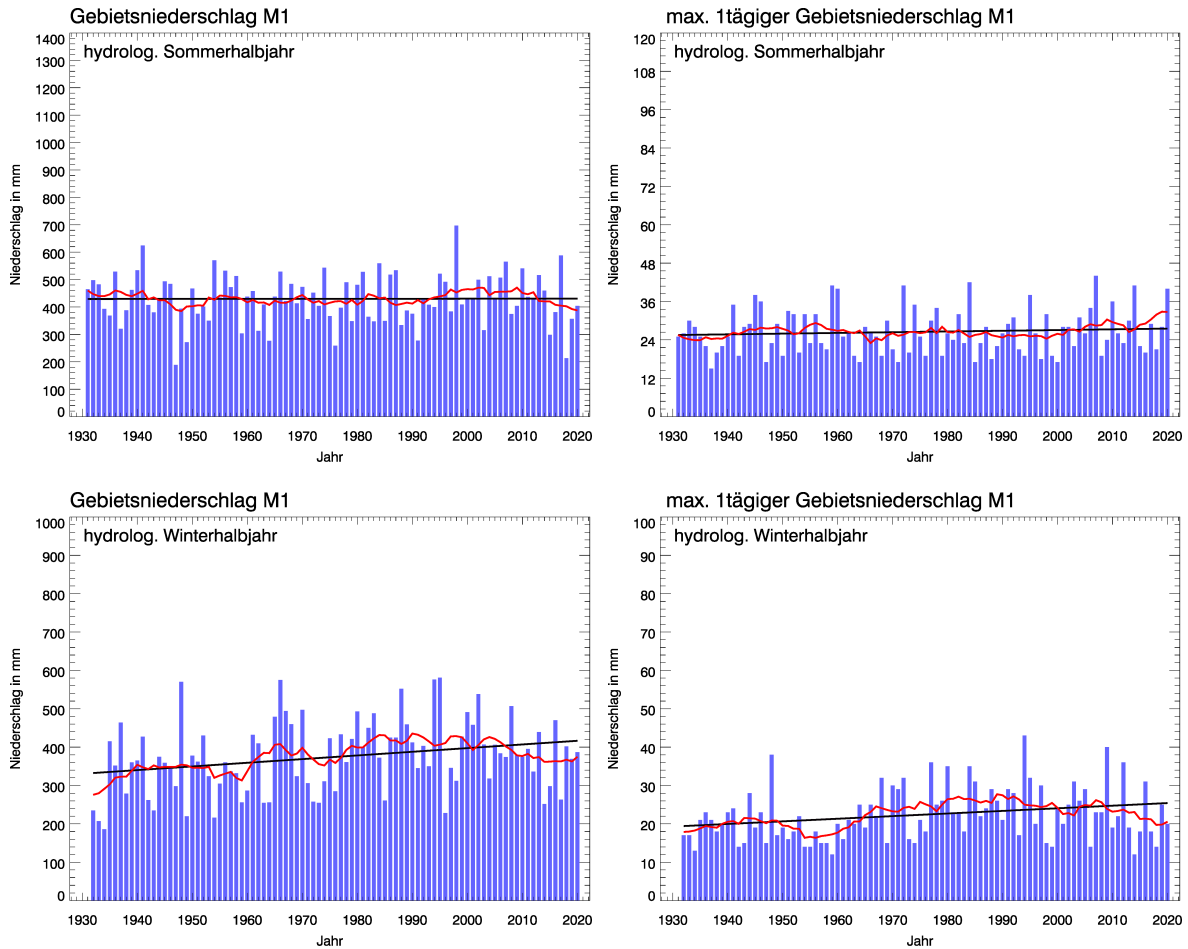 Gebietsniederschlag M1
hydrolog. Sommerhalbjahr
Niederschlag in mm
1400
1300
1200
1100
1000
900
800
700
600
500
400
300
200
100
0
1930 1940 1950 1960 1970 1980 1990 2000 2010 2020
Jahr
max. 1tägiger Gebietsniederschlag M1
hydrolog. Sommerhalbjahr
Niederschlag in mm
120
108
96
84
72
60
48
36
24
12
0
1930 1940 1950 1960 1970 1980 1990 2000 2010 2020
Jahr
Gebietsniederschlag M1
hydrolog. Winterhalbjahr
Niederschlag in mm
1000
900
800
700
600
500
400
300
200
100
0
1930 1940 1950 1960 1970 1980 1990 2000 2010 2020
Jahr
max. 1tägiger Gebietsniederschlag M1
hydrolog. Winterhalbjahr
Niederschlag in mm
100
90
80
70
60
50
40
30
20
10
0
1930 1940 1950 1960 1970 1980 1990 2000 2010 2020
Jahr